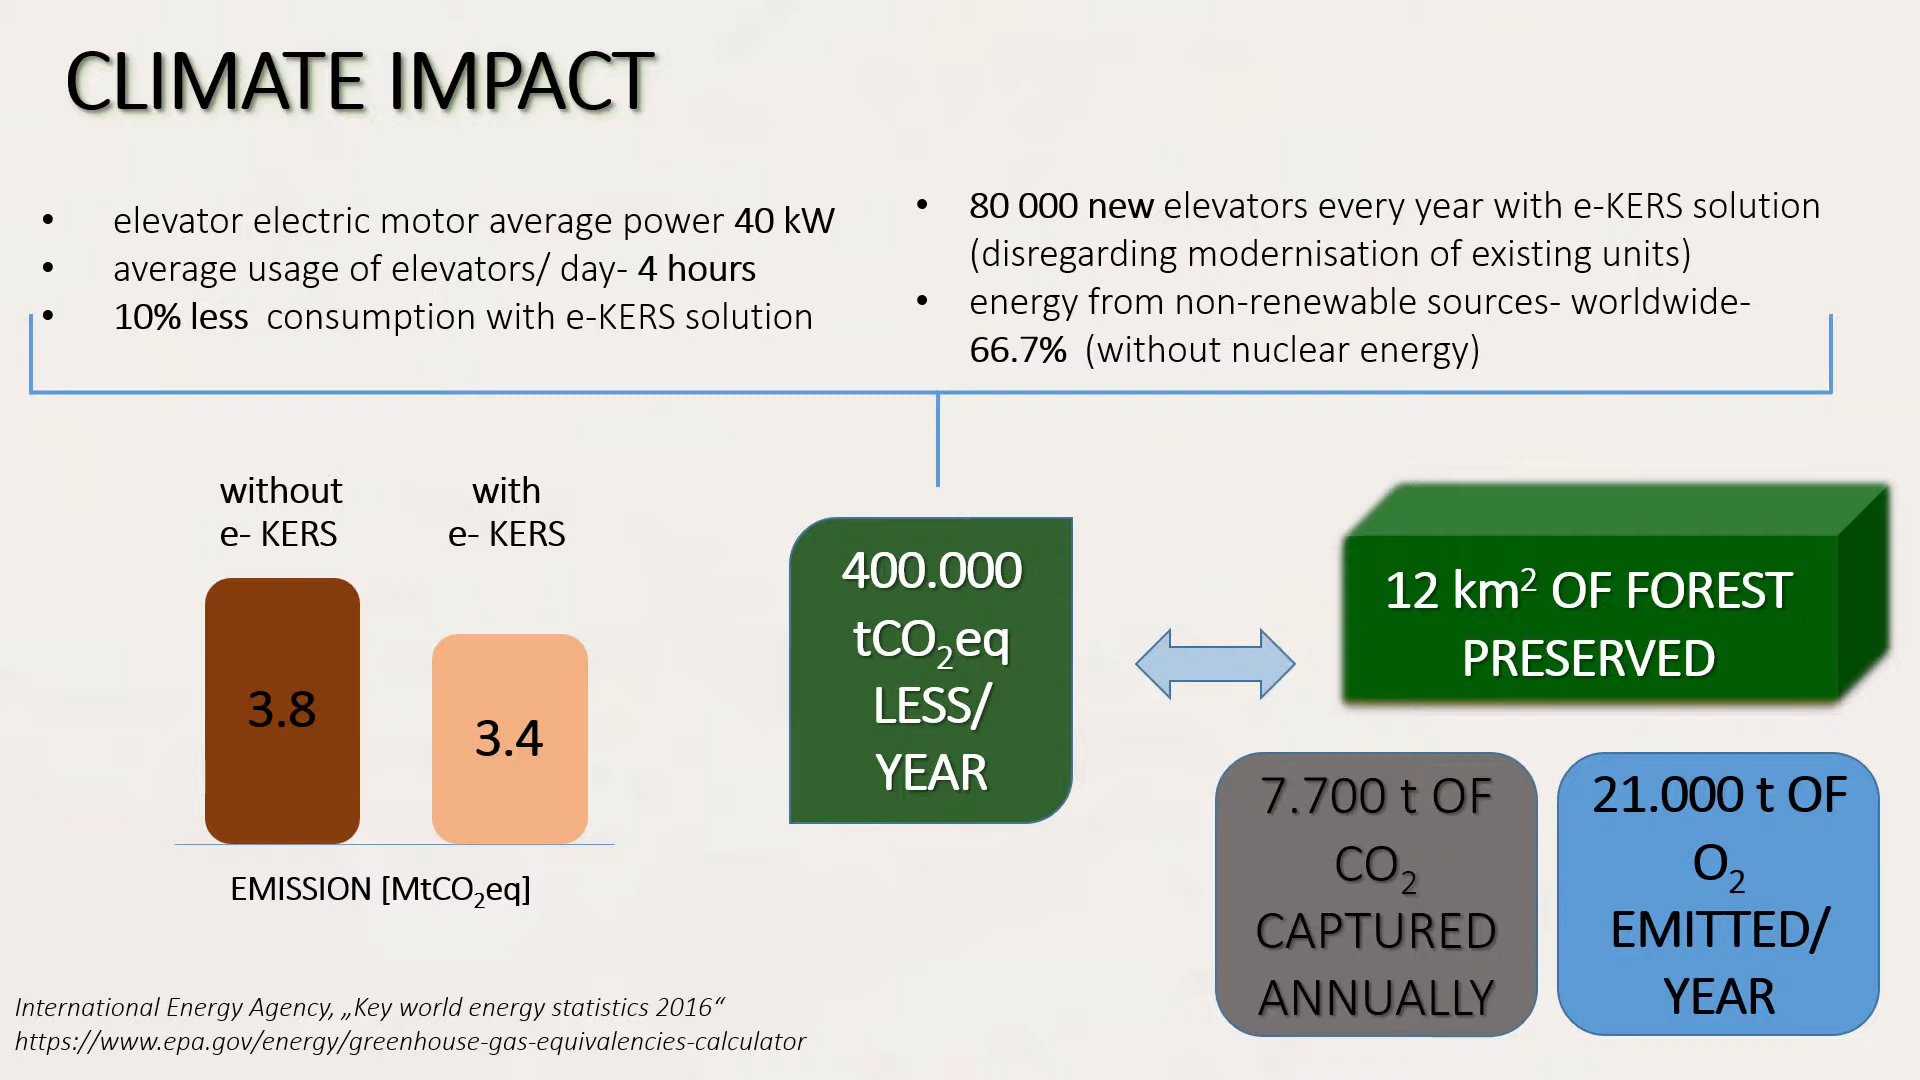 CLIMATE IMPACT
• elevator electric motor average power 40 kW
• average usage of elevators/ day- 4 hours
• 10% less consumption with e-KERS solution
• 80 000 new elevators every year with e-KERS solution
(disregarding modernisation of existing units)
• energy from non-renewable sources- worldwide-
66.7% (without nuclear energy)
without
e- KERS
with
e- KERS
3.8
3.4
EMISSION [MtCO₂eq]
400.000
tCO₂eq
LESS/
YEAR
12 km² OF FOREST
PRESERVED
7.700 t OF
CO₂
CAPTURED
ANNUALLY
21.000 t OF
O₂
EMITTED/
YEAR
International Energy Agency, „Key world energy statistics 2016“
https://www.epa.gov/energy/greenhouse-gas-equivalencies-calculator